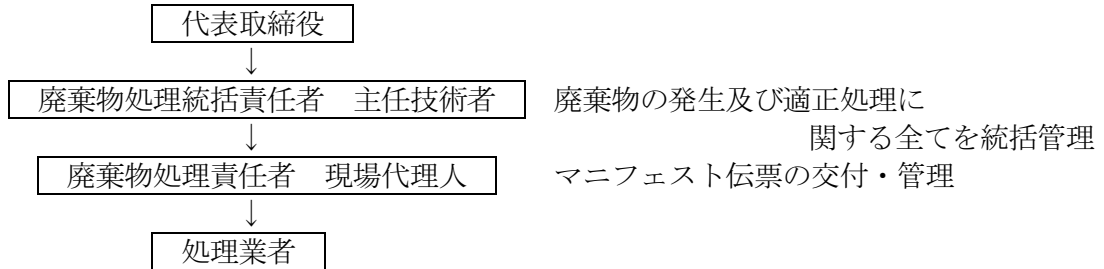 代表取締役
↓
廃棄物処理統括責任者　主任技術者　廃棄物の発生及び適正処理に
関する全てを統括管理
↓
廃棄物処理責任者　現場代理人　マニフェスト伝票の交付・管理
↓
処理業者